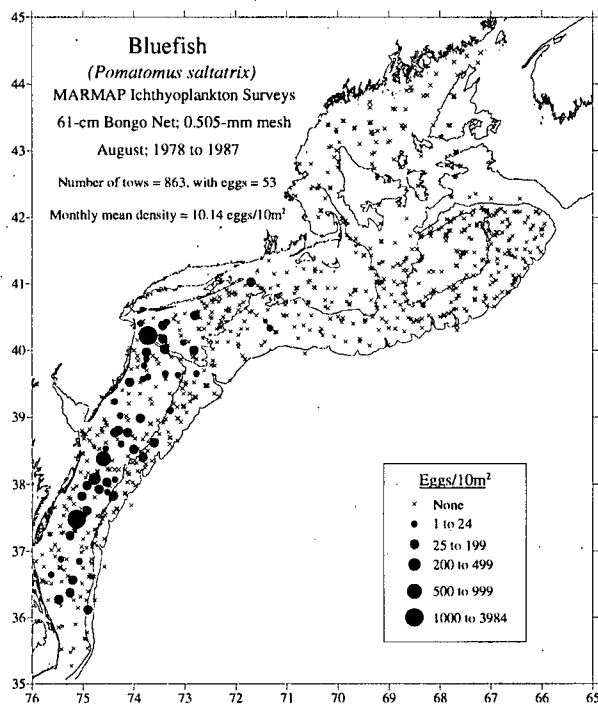 Bluefish
(Pomatomus saltatrix)
MARMAP Ichthyoplankton Surveys
61-cm Bongo Net; 0.505-mm mesh
August; 1978 to 1987
Number of tows = 863, with eggs = 53
Monthly mean density = 10.14 eggs/10m²
45
44
43
42
41
40
39
38
37
36
35
Eggs/10m²
None
1 to 24
25 to 199
200 to 499
500 to 999
1000 to 3984
76 75 74 73 72 71 70 69 68 67 66 65